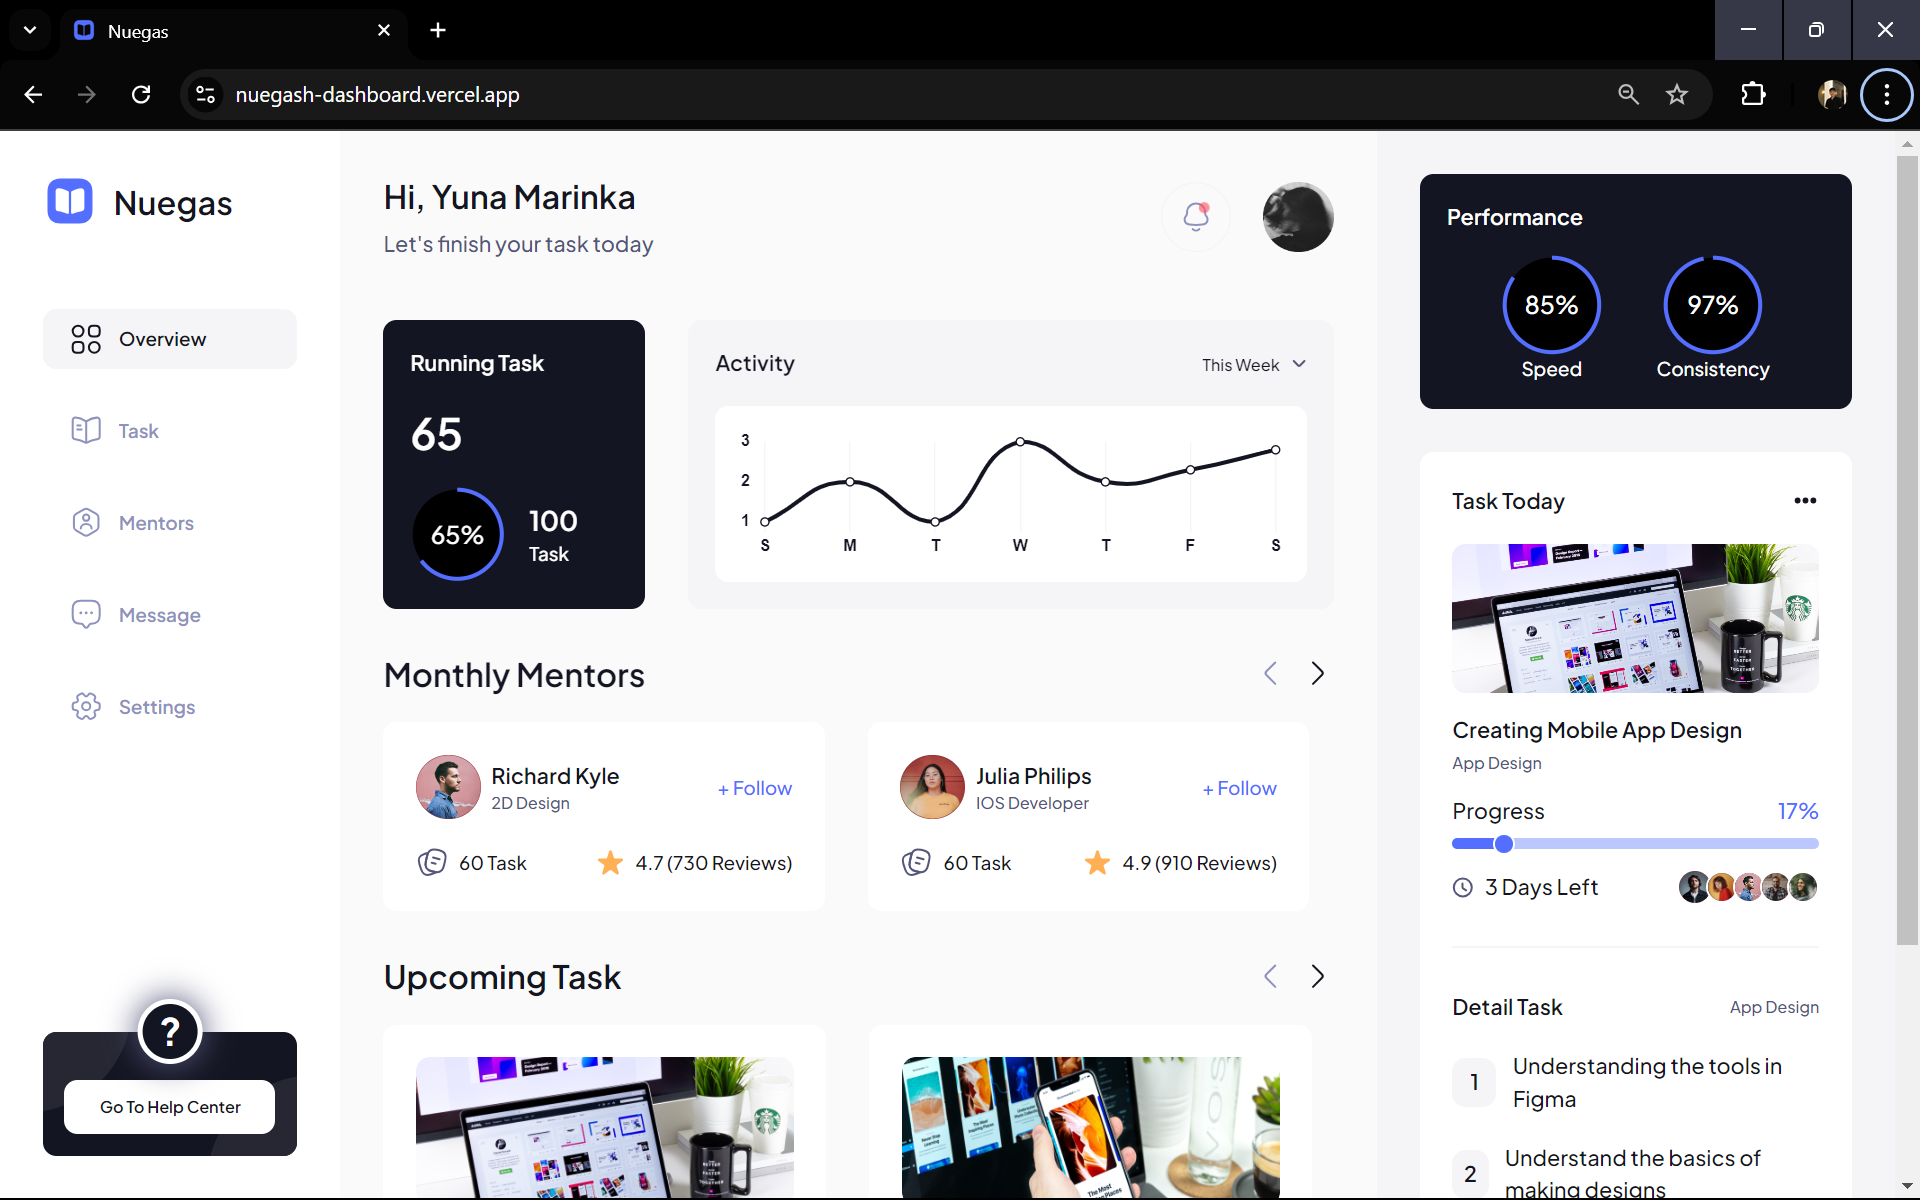 Nuegas
nuegash-dashboard.vercel.app
Nuegas
Overview
Task
Mentors
Message
Settings
?
Go To Help Center
Hi, Yuna Marinka
Let's finish your task today
Running Task
65
65%
100
Task
Activity
This Week
3
2
1
S M T W T F S
Monthly Mentors
Richard Kyle
2D Design
+ Follow
60 Task
4.7 (730 Reviews)
Julia Philips
IOS Developer
+ Follow
60 Task
4.9 (910 Reviews)
Upcoming Task
Performance
85%
Speed
97%
Consistency
Task Today
Creating Mobile App Design
App Design
Progress
17%
3 Days Left
Detail Task
App Design
1
Understanding the tools in
Figma
2
Understand the basics of
making designs